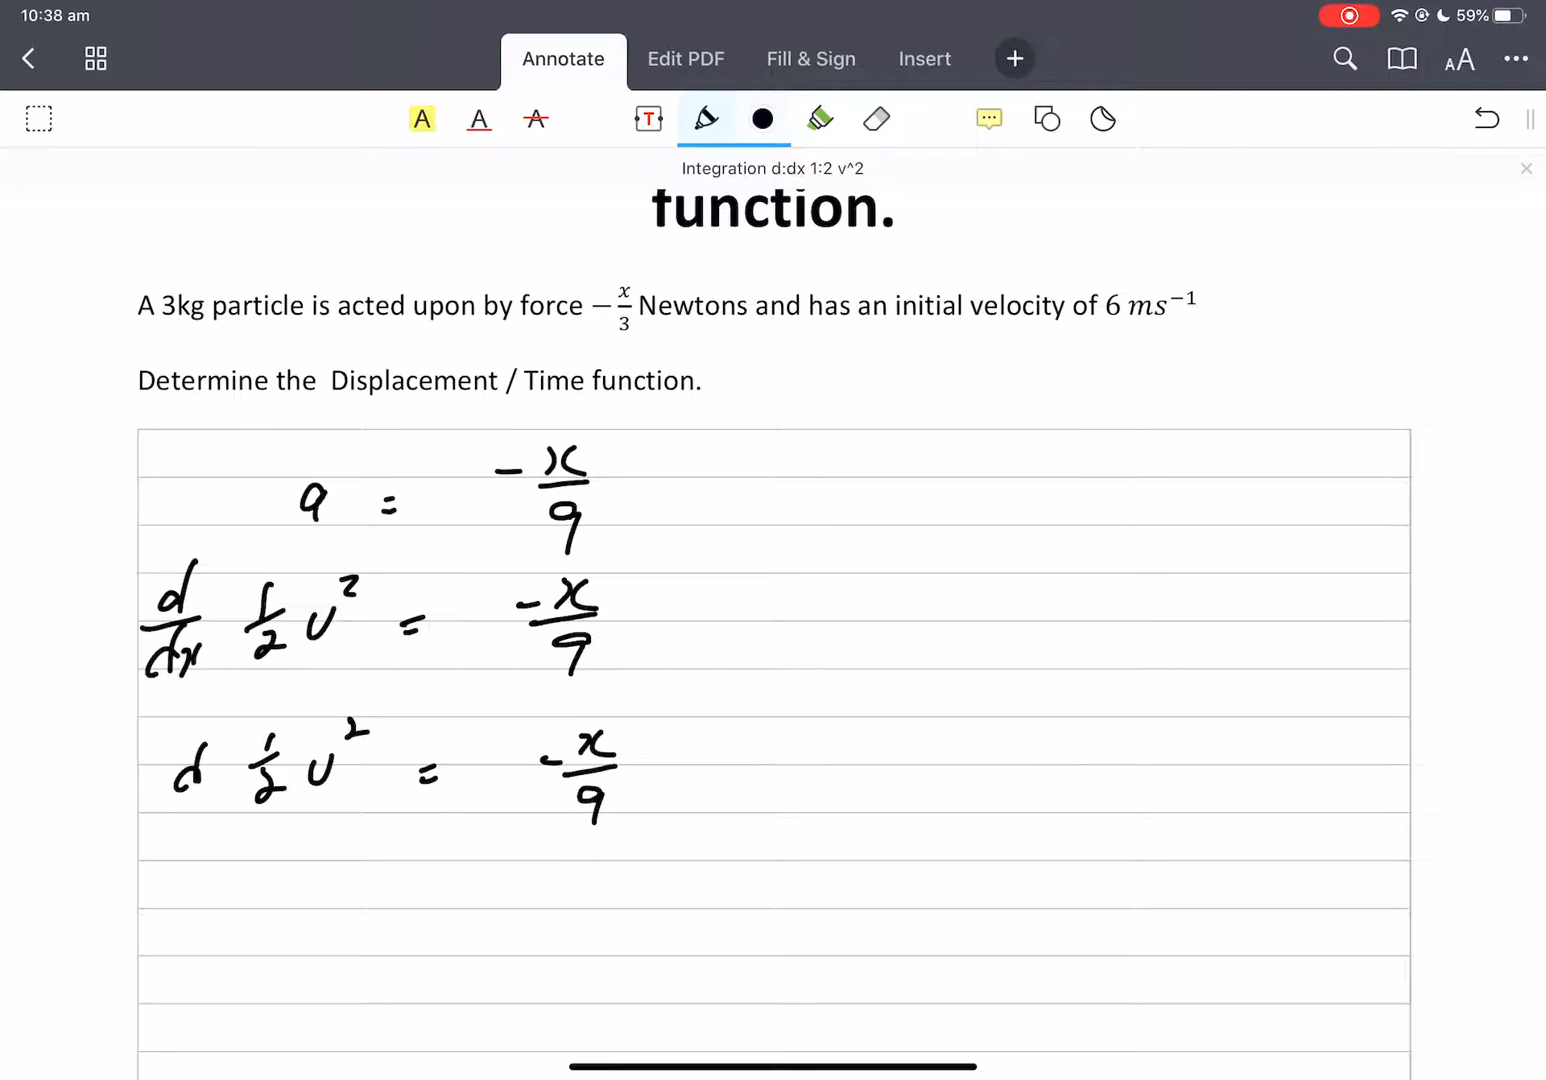 10:38 am
59%
Annotate Edit PDF Fill & Sign Insert +
A A A T
Integration d:dx 1:2 v^2
function.
A 3kg particle is acted upon by force −x/3 Newtons and has an initial velocity of 6 ms⁻¹
Determine the Displacement / Time function.
a = -x/9
d/dx 1/2 v² = -x/9
d 1/2 v² = -x/9